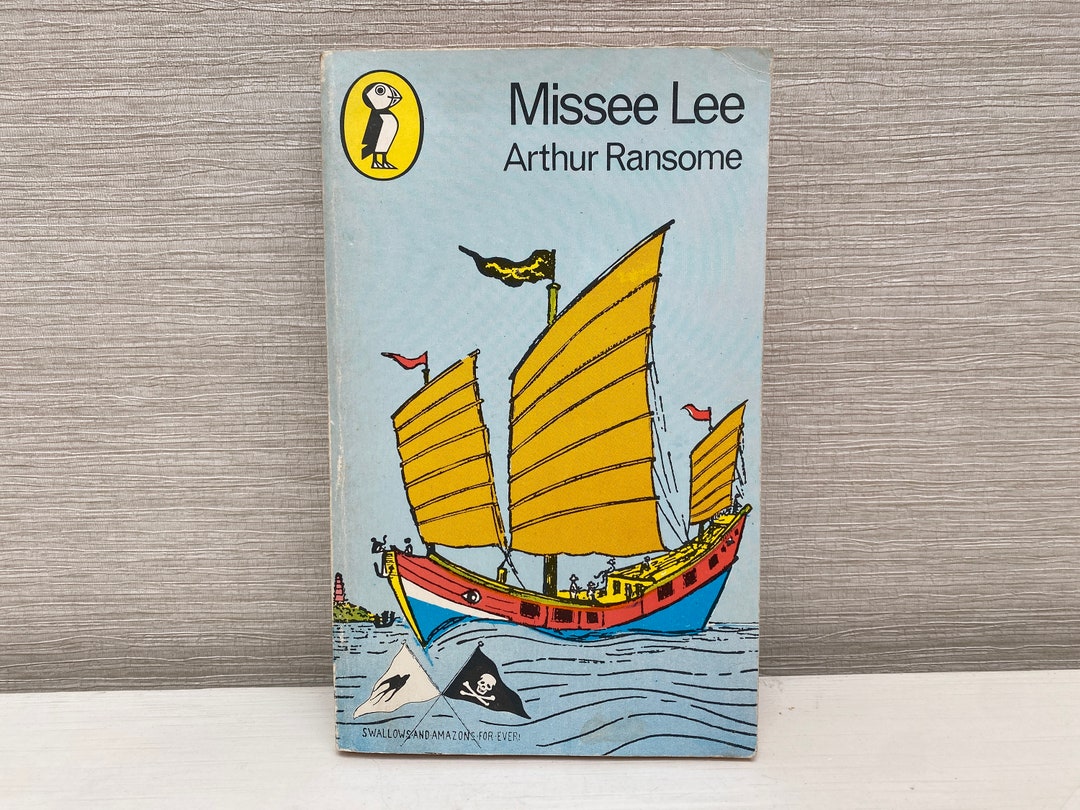 Missee Lee
Arthur Ransome
SWALLOWS AND AMAZONS FOR EVER!